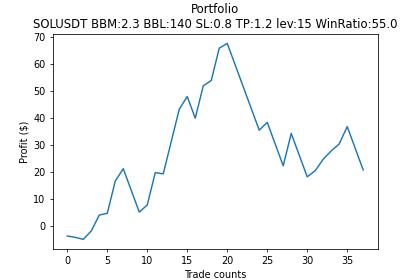 Portfolio
SOLUSDT BBM:2.3 BBL:140 SL:0.8 TP:1.2 lev:15 WinRatio:55.0
70
60
50
40
30
20
10
0
Profit ($)
0 5 10 15 20 25 30 35
Trade counts